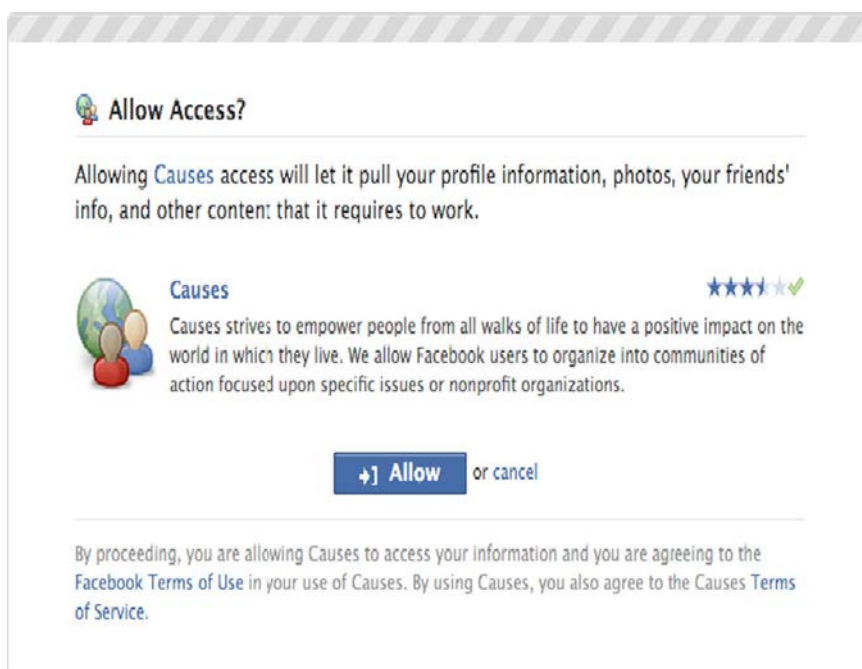 Allow Access?
Allowing Causes access will let it pull your profile information, photos, your friends'
info, and other content that it requires to work.
Causes
Causes strives to empower people from all walks of life to have a positive impact on the
world in which they live. We allow Facebook users to organize into communities of
action focused upon specific issues or nonprofit organizations.
Allow or cancel
By proceeding, you are allowing Causes to access your information and you are agreeing to the
Facebook Terms of Use in your use of Causes. By using Causes, you also agree to the Causes Terms
of Service.